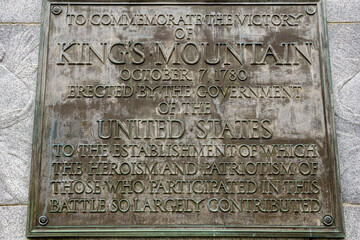 TO COMMEMORATE THE VICTORY
OF
KING'S MOUNTAIN
OCTOBER 7, 1780
ERECTED BY THE GOVERNMENT
OF THE
UNITED STATES
TO THE ESTABLISHMENT OF WHICH
THE HEROISM AND PATRIOTISM OF
THOSE WHO PARTICIPATED IN THIS
BATTLE SO LARGELY CONTRIBUTED